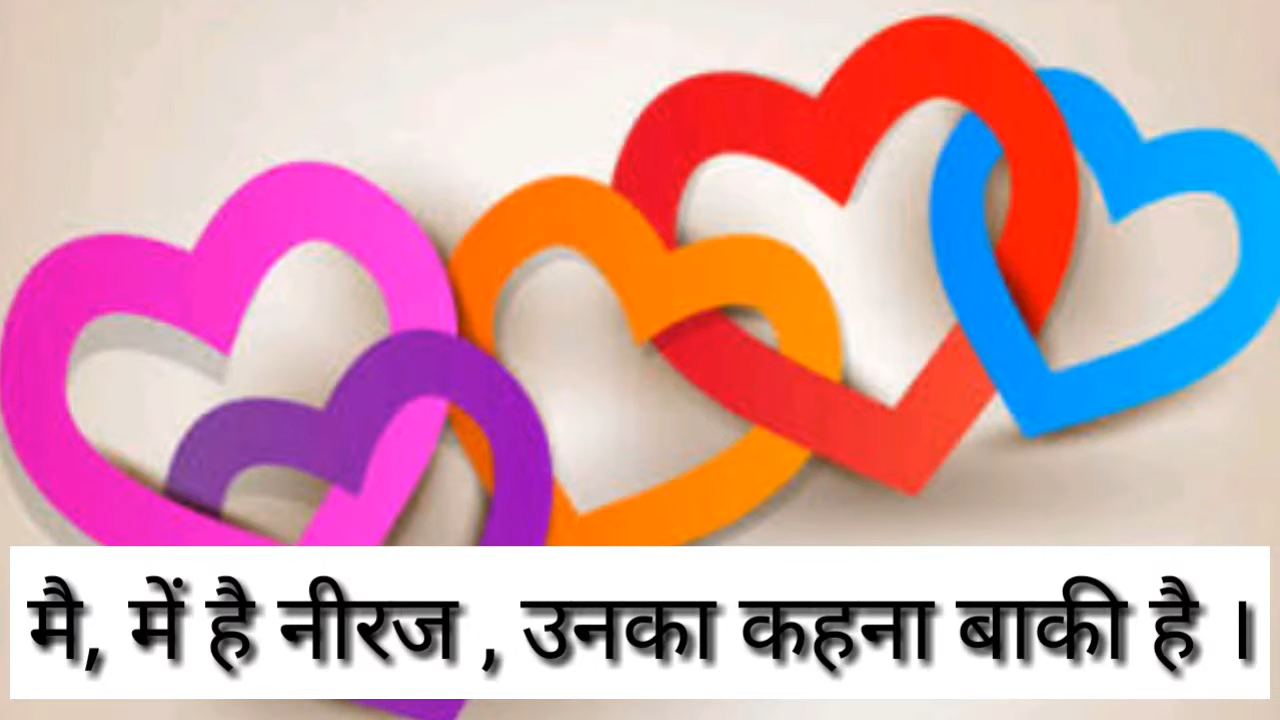 मै, में है नीरज , उनका कहना बाकी है ।